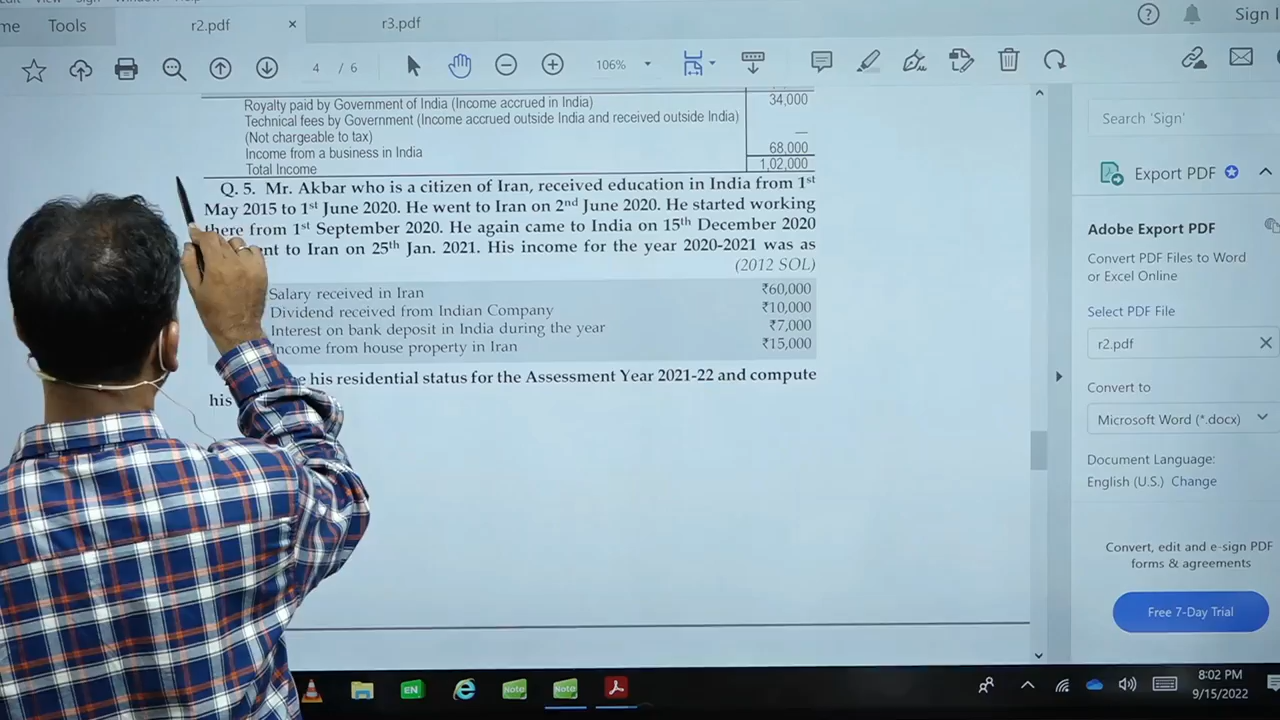 me
Tools
r2.pdf
×
r3.pdf
?
Sign I
4 / 6
106%
Royalty paid by Government of India (Income accrued in India) 34,000
Technical fees by Government (Income accrued outside India and received outside India)
(Not chargeable to tax) —
Income from a business in India 68,000
Total Income 1,02,000
Q. 5. Mr. Akbar who is a citizen of Iran, received education in India from 1st
May 2015 to 1st June 2020. He went to Iran on 2nd June 2020. He started working
there from 1st September 2020. He again came to India on 15th December 2020
nt to Iran on 25th Jan. 2021. His income for the year 2020-2021 was as
(2012 SOL)
Salary received in Iran ₹60,000
Dividend received from Indian Company ₹10,000
Interest on bank deposit in India during the year ₹7,000
Income from house property in Iran ₹15,000
e his residential status for the Assessment Year 2021-22 and compute
his
Search 'Sign'
Export PDF
Adobe Export PDF
Convert PDF Files to Word
or Excel Online
Select PDF File
r2.pdf ×
Convert to
Microsoft Word (*.docx)
Document Language:
English (U.S.) Change
Convert, edit and e-sign PDF
forms & agreements
Free 7-Day Trial
EN
Note
Note
8:02 PM
9/15/2022